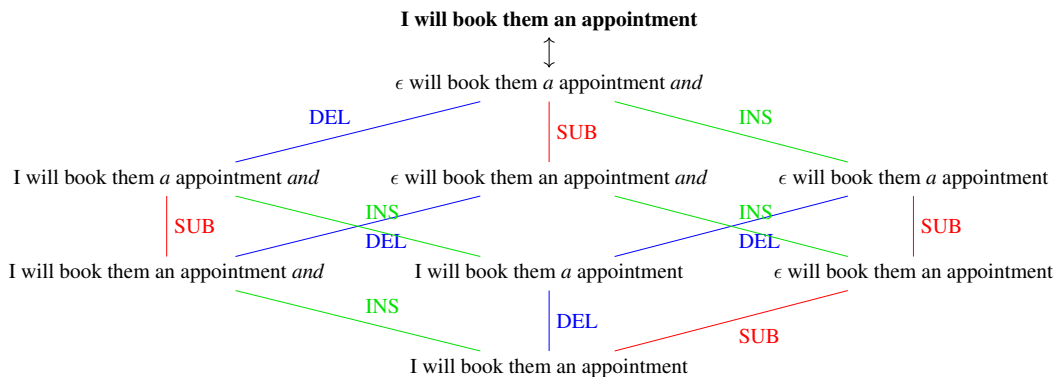 I will book them an appointment
ϵ will book them a appointment and
DEL
SUB
INS
I will book them a appointment and
ϵ will book them an appointment and
ϵ will book them a appointment
SUB
INS
DEL
INS
DEL
SUB
I will book them an appointment and
I will book them a appointment
ϵ will book them an appointment
INS
DEL
SUB
I will book them an appointment